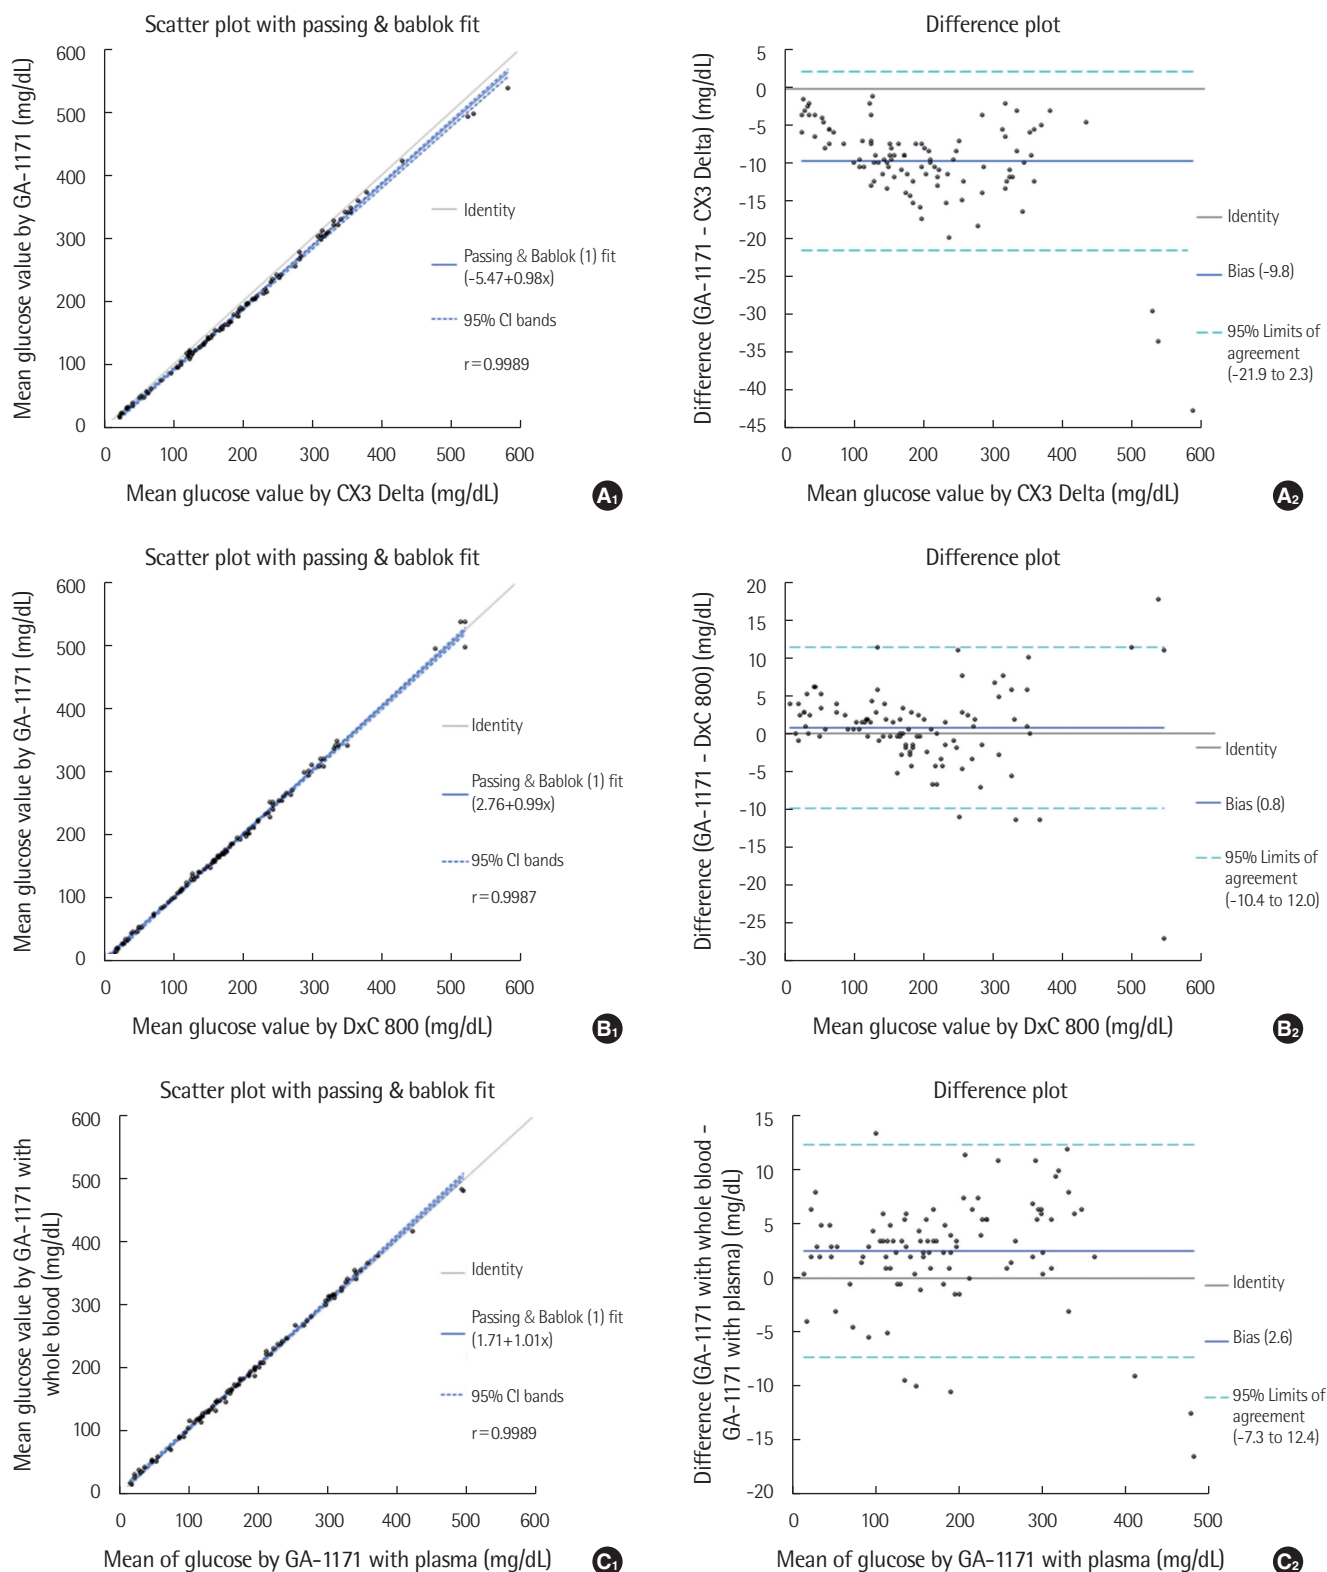 Scatter plot with passing & bablok fit
Mean glucose value by GA-1171 (mg/dL)
600
500
400
300
200
100
0
Identity
Passing & Bablok (1) fit
(-5.47+0.98x)
95% CI bands
r=0.9989
0 100 200 300 400 500 600
Mean glucose value by CX3 Delta (mg/dL)
A1
Difference plot
Difference (GA-1171 - CX3 Delta) (mg/dL)
5
0
-5
-10
-15
-20
-25
-30
-35
-40
-45
Identity
Bias (-9.8)
95% Limits of
agreement
(-21.9 to 2.3)
0 100 200 300 400 500 600
Mean glucose value by CX3 Delta (mg/dL)
A2
Scatter plot with passing & bablok fit
Mean glucose value by GA-1171 (mg/dL)
600
500
400
300
200
100
0
Identity
Passing & Bablok (1) fit
(2.76+0.99x)
95% CI bands
r=0.9987
0 100 200 300 400 500 600
Mean glucose value by DxC 800 (mg/dL)
B1
Difference plot
Difference (GA-1171 - DxC 800) (mg/dL)
20
15
10
5
0
-5
-10
-15
-20
-25
-30
Identity
Bias (0.8)
95% Limits of
agreement
(-10.4 to 12.0)
0 100 200 300 400 500 600
Mean glucose value by DxC 800 (mg/dL)
B2
Scatter plot with passing & bablok fit
Mean glucose value by GA-1171 with
whole blood (mg/dL)
600
500
400
300
200
100
0
Identity
Passing & Bablok (1) fit
(1.71+1.01x)
95% CI bands
r=0.9989
0 100 200 300 400 500 600
Mean of glucose by GA-1171 with plasma (mg/dL)
C1
Difference plot
Difference (GA-1171 with whole blood -
GA-1171 with plasma) (mg/dL)
15
10
5
0
-5
-10
-15
-20
Identity
Bias (2.6)
95% Limits of
agreement
(-7.3 to 12.4)
0 100 200 300 400 500
Mean of glucose by GA-1171 with plasma (mg/dL)
C2